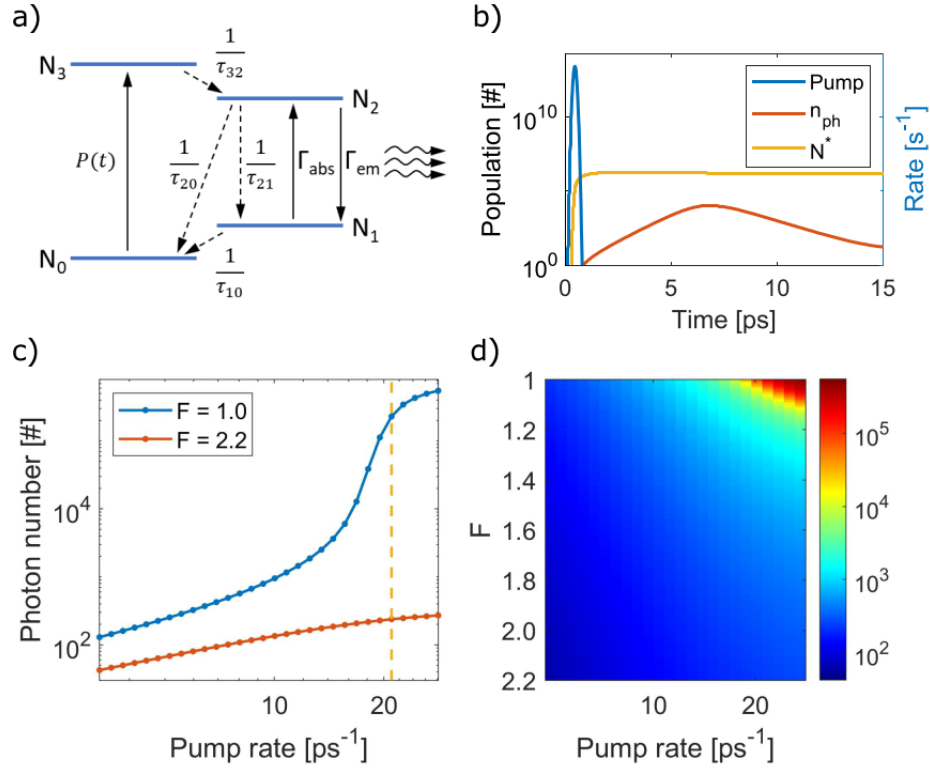 a)
N3
1/τ32
N2
P(t)
1/τ20
1/τ21
Γabs
Γem
N1
N0
1/τ10
b)
Population [#]
10^10
10^0
Pump
nph
N*
Rate [s^-1]
0 5 10 15
Time [ps]
c)
Photon number [#]
10^4
10^2
F = 1.0
F = 2.2
10 20
Pump rate [ps^-1]
d)
F
1
1.2
1.4
1.6
1.8
2.0
2.2
10 20
Pump rate [ps^-1]
10^5
10^4
10^3
10^2